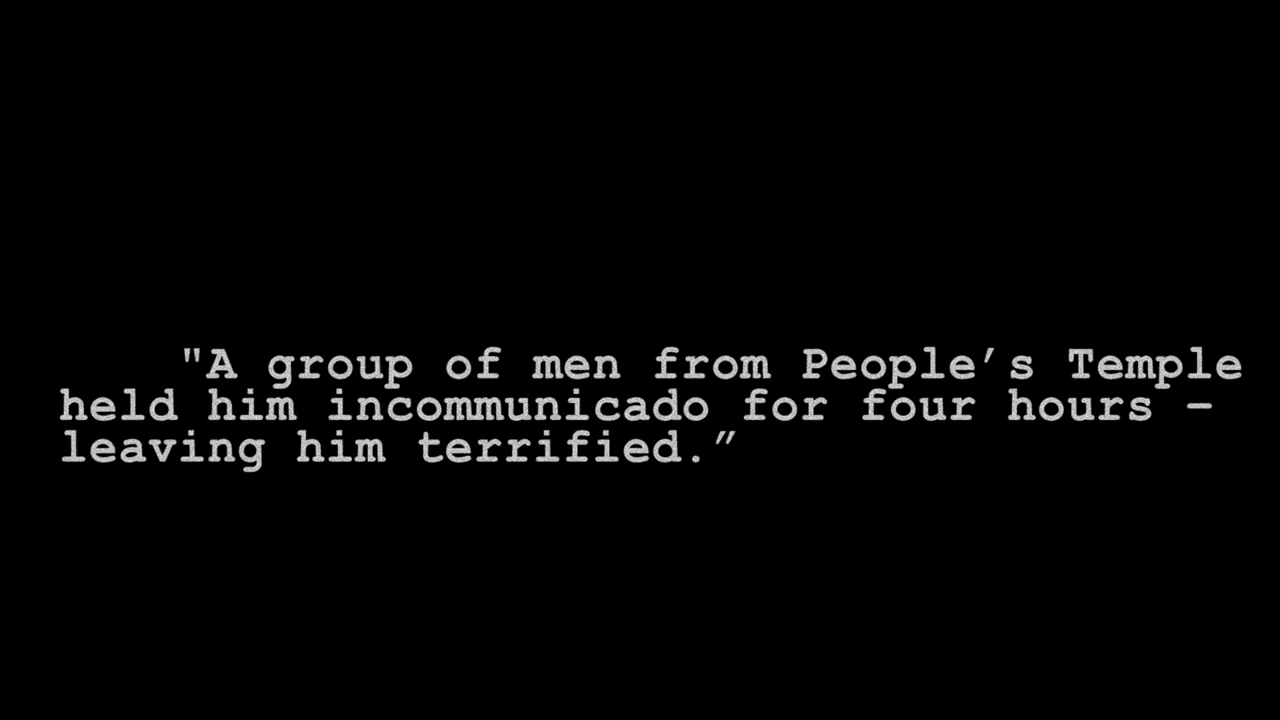 "A group of men from People’s Temple
held him incommunicado for four hours –
leaving him terrified.”